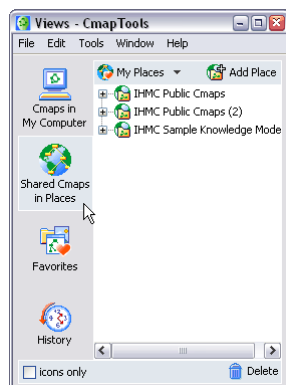 Views - CmapTools
File Edit Tools Window Help
My Places Add Place
Cmaps in
My Computer
Shared Cmaps
in Places
Favorites
History
IHMC Public Cmaps
IHMC Public Cmaps (2)
IHMC Sample Knowledge Mode
icons only Delete